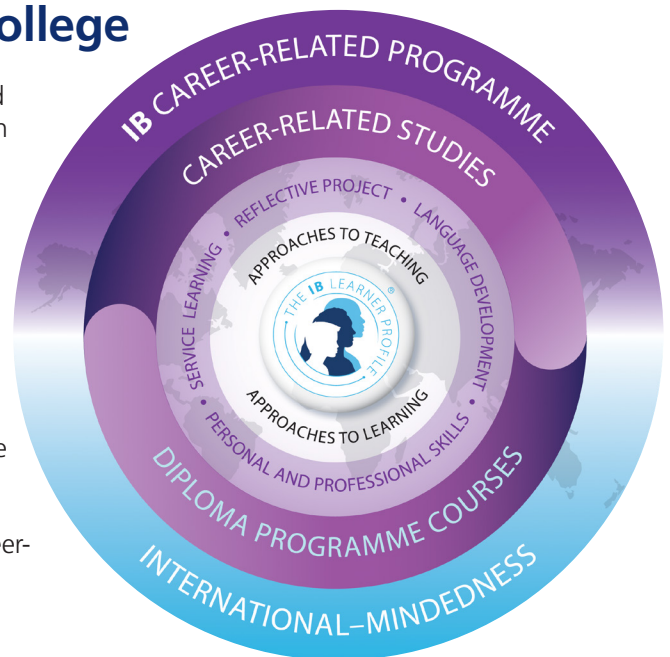 ollege
d
n
e
eer-
IB CAREER-RELATED PROGRAMME
CAREER-RELATED STUDIES
SERVICE LEARNING • REFLECTIVE PROJECT • LANGUAGE DEVELOPMENT • PERSONAL AND PROFESSIONAL SKILLS •
APPROACHES TO TEACHING
THE IB LEARNER PROFILE ®
APPROACHES TO LEARNING
DIPLOMA PROGRAMME COURSES
INTERNATIONAL–MINDEDNESS